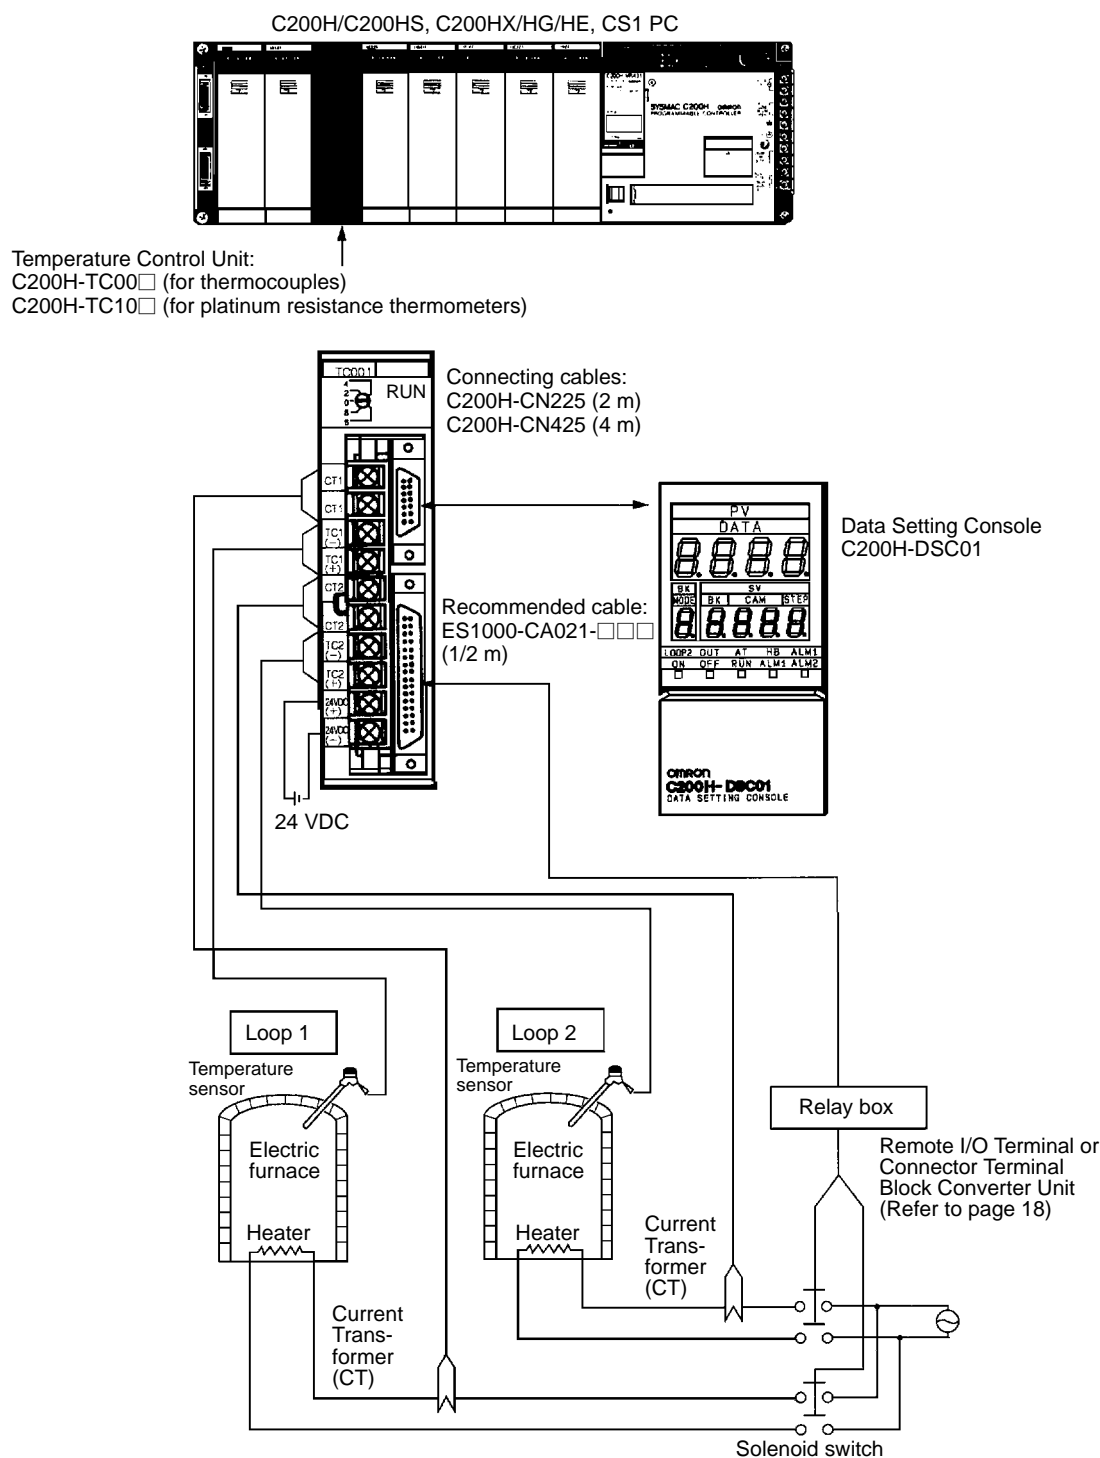 C200H/C200HS, C200HX/HG/HE, CS1 PC
SYSMAC C200H omron
PROGRAMMABLE CONTROLLER
Temperature Control Unit:
C200H-TC00□ (for thermocouples)
C200H-TC10□ (for platinum resistance thermometers)
TC001
RUN
Connecting cables:
C200H-CN225 (2 m)
C200H-CN425 (4 m)
CT1
CT1
TC1
(−)
TC1
(+)
CT2
CT2
TC2
(−)
TC2
(+)
24VDC
(+)
24VDC
(−)
24 VDC
Recommended cable:
ES1000-CA021-□□□
(1/2 m)
PV
DATA
8.8.8.8
BK SV
MODE BK CAM STEP
LOOP2 OUT AT HB ALM1
ON OFF RUN ALM1 ALM2
omron
C200H-DSC01
DATA SETTING CONSOLE
Data Setting Console
C200H-DSC01
Loop 1
Temperature
sensor
Electric
furnace
Heater
Current
Trans-
former
(CT)
Loop 2
Temperature
sensor
Electric
furnace
Heater
Current
Trans-
former
(CT)
Relay box
Remote I/O Terminal or
Connector Terminal
Block Converter Unit
(Refer to page 18)
Solenoid switch